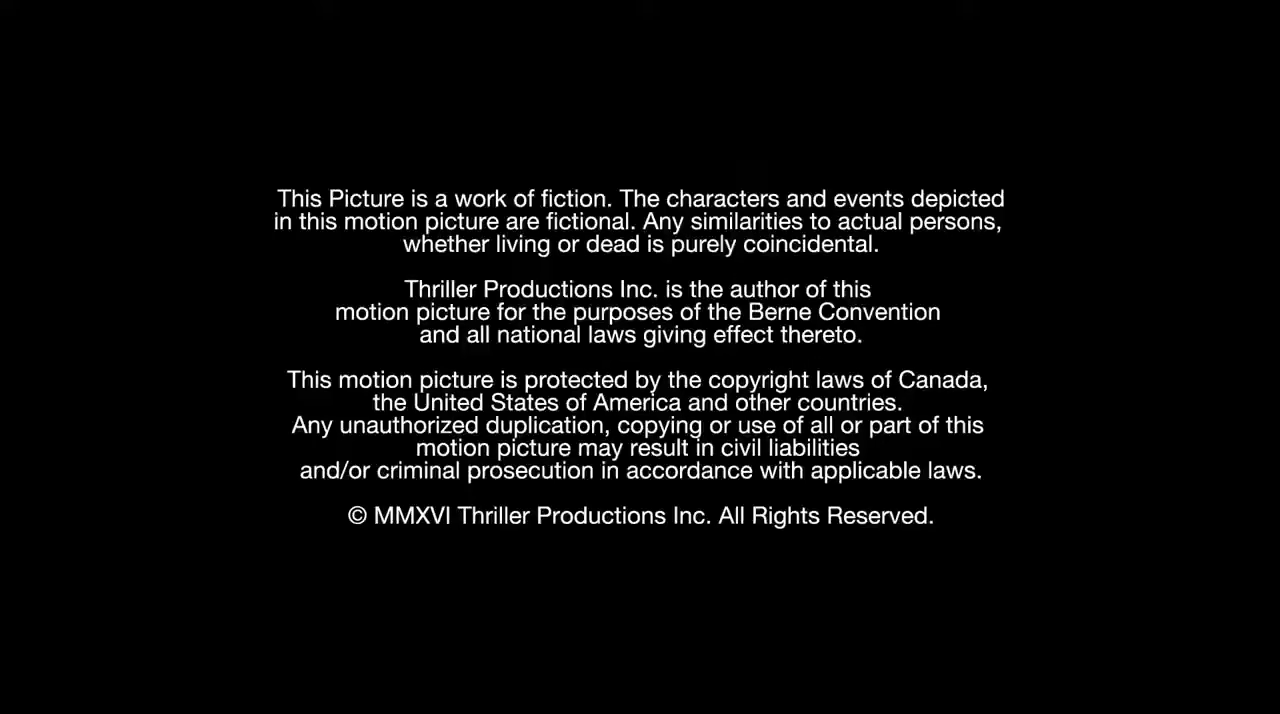 This Picture is a work of fiction. The characters and events depicted
in this motion picture are fictional. Any similarities to actual persons,
whether living or dead is purely coincidental.
Thriller Productions Inc. is the author of this
motion picture for the purposes of the Berne Convention
and all national laws giving effect thereto.
This motion picture is protected by the copyright laws of Canada,
the United States of America and other countries.
Any unauthorized duplication, copying or use of all or part of this
motion picture may result in civil liabilities
and/or criminal prosecution in accordance with applicable laws.
© MMXVI Thriller Productions Inc. All Rights Reserved.